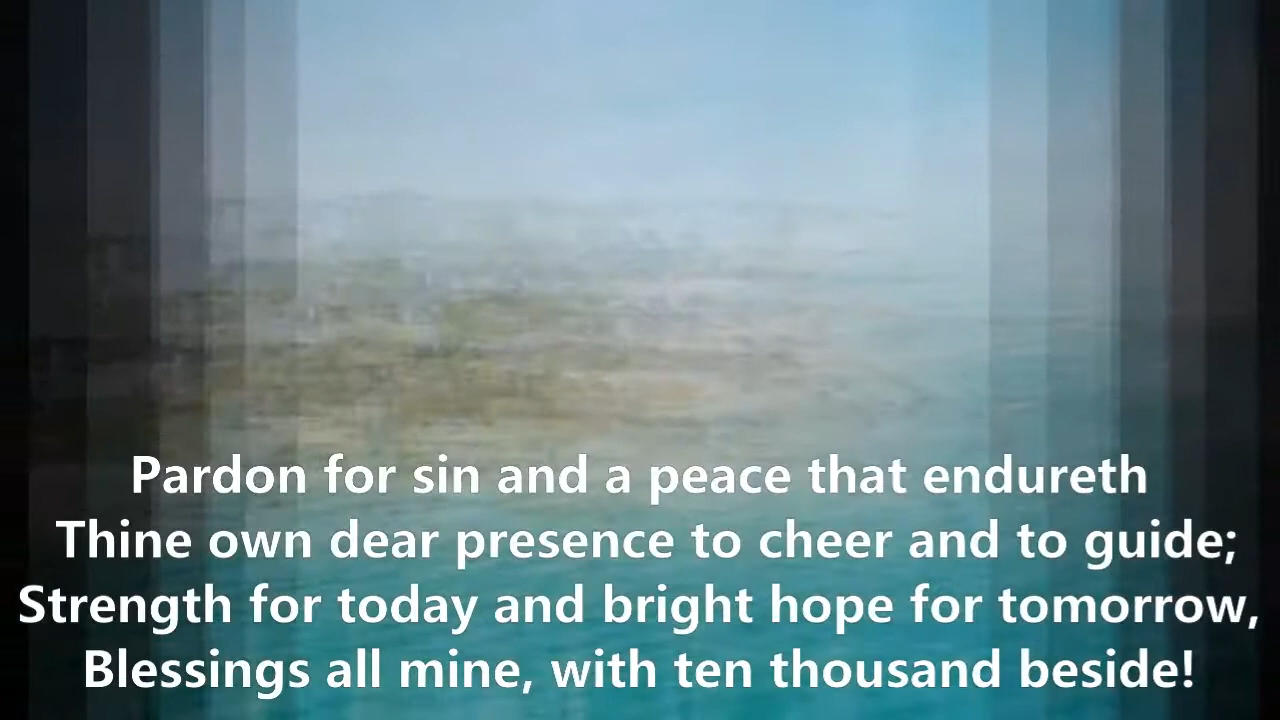 Pardon for sin and a peace that endureth
Thine own dear presence to cheer and to guide;
Strength for today and bright hope for tomorrow,
Blessings all mine, with ten thousand beside!